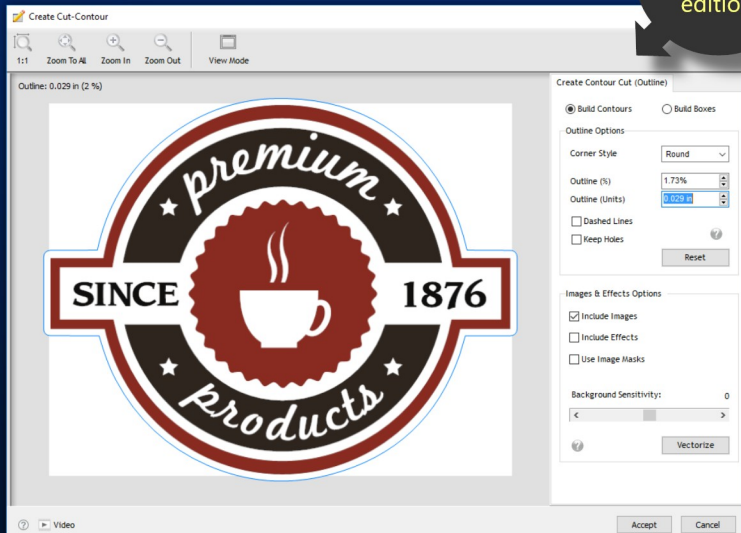 editio
Create Cut-Contour
1:1 Zoom To All Zoom In Zoom Out View Mode
Outline: 0.029 in (2 %)
premium
SINCE 1876
products
Create Contour Cut (Outline)
Build Contours Build Boxes
Outline Options
Corner Style Round
Outline (%) 1.73%
Outline (Units) 0.029 in
Dashed Lines
Keep Holes
Reset
Images & Effects Options
Include Images
Include Effects
Use Image Masks
Background Sensitivity: 0
Vectorize
Video
Accept Cancel